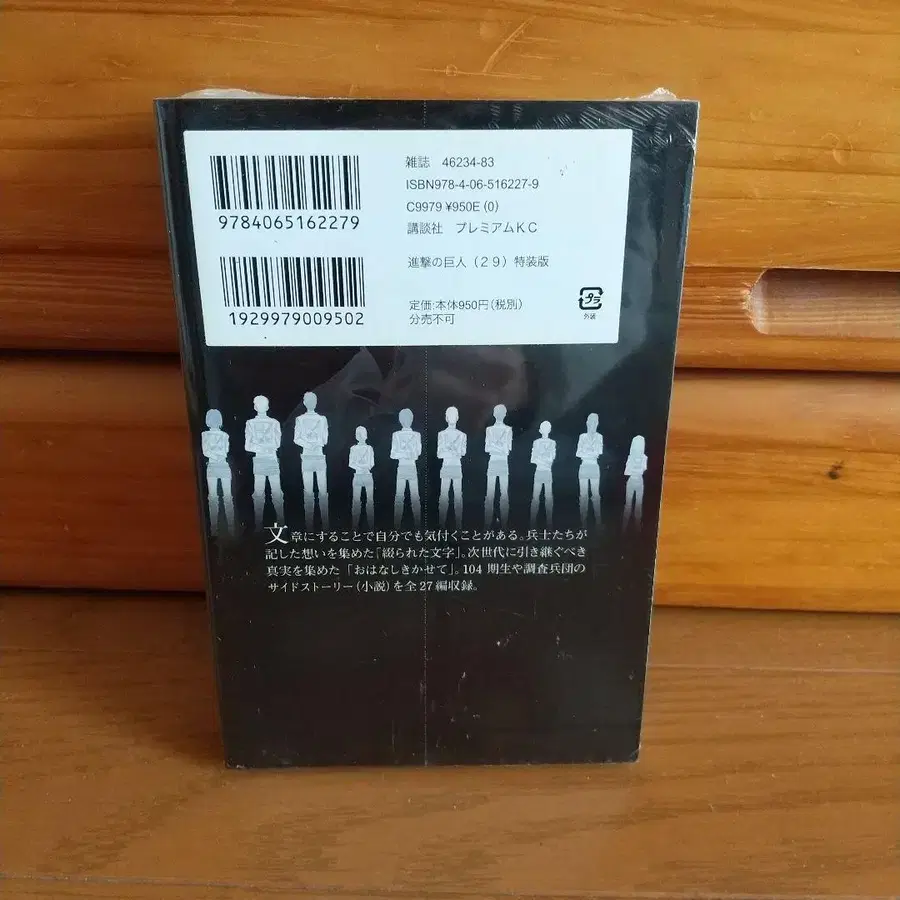 9784065162279
1929979009502
雑誌 46234-83
ISBN978-4-06-516227-9
C9979 ¥950E (0)
講談社 プレミアムKC
進撃の巨人（29）特装版
定価:本体950円(税別)
分売不可
プラ
外装
文章にすることで自分でも気付くことがある。兵士たちが
記した想いを集めた「綴られた文字」。次世代に引き継ぐべき
真実を集めた「おはなしきかせて」。104期生や調査兵団の
サイドストーリー（小説）を全27編収録。